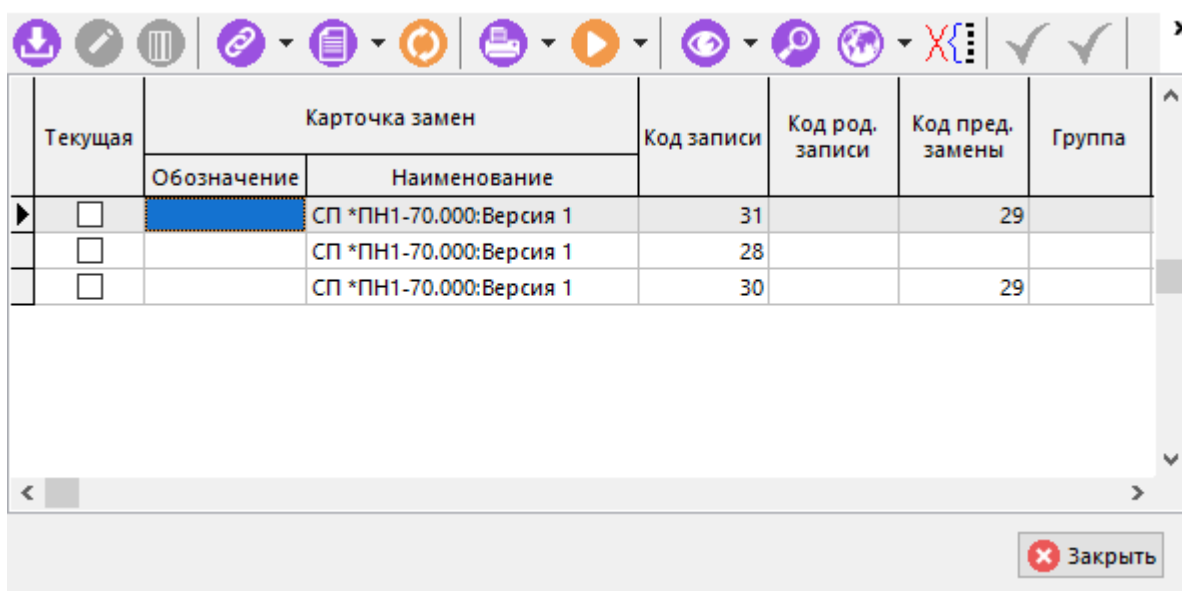 Текущая
Карточка замен
Код записи
Код род.
записи
Код пред.
замены
Группа
Обозначение
Наименование
СП *ПН1-70.000:Версия 1 31 29
СП *ПН1-70.000:Версия 1 28
СП *ПН1-70.000:Версия 1 30 29
Закрыть